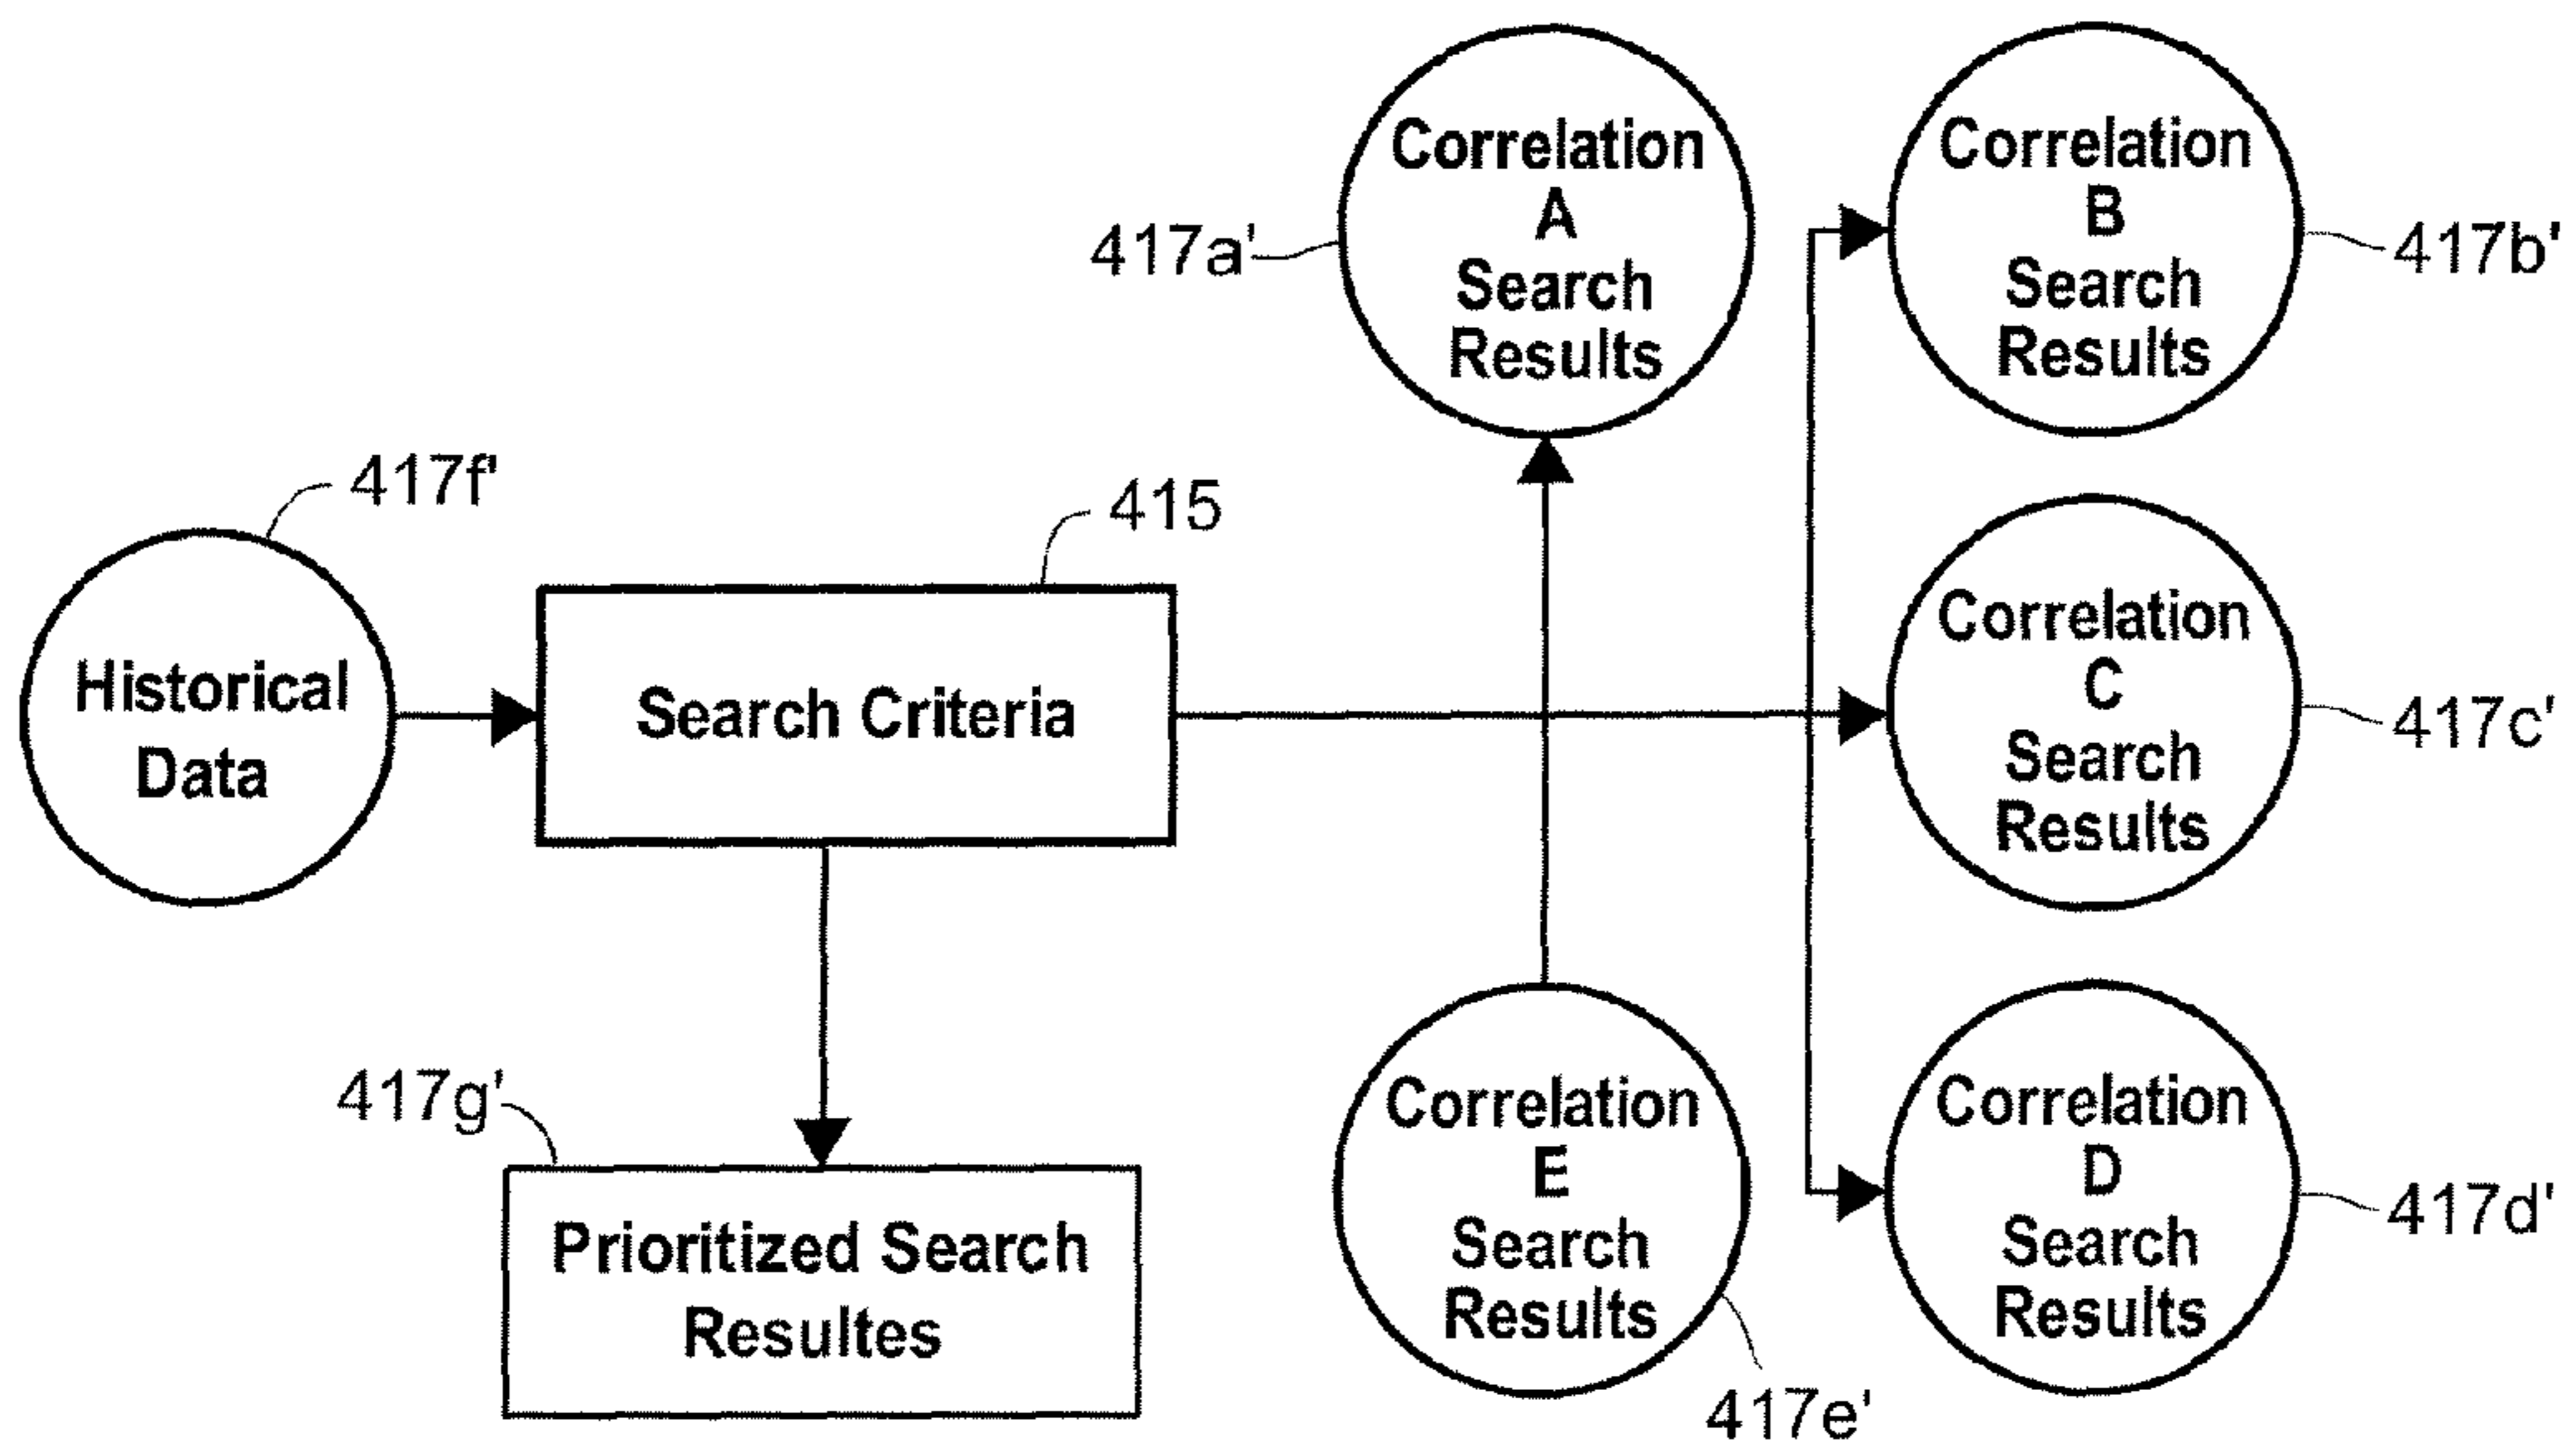 Correlation
A
Search
Results
417a'
Correlation
B
Search
Results
417b'
417f'
415
Historical
Data
Search Criteria
Correlation
C
Search
Results
417c'
417g'
Prioritized Search
Resultes
Correlation
E
Search
Results
417e'
Correlation
D
Search
Results
417d'